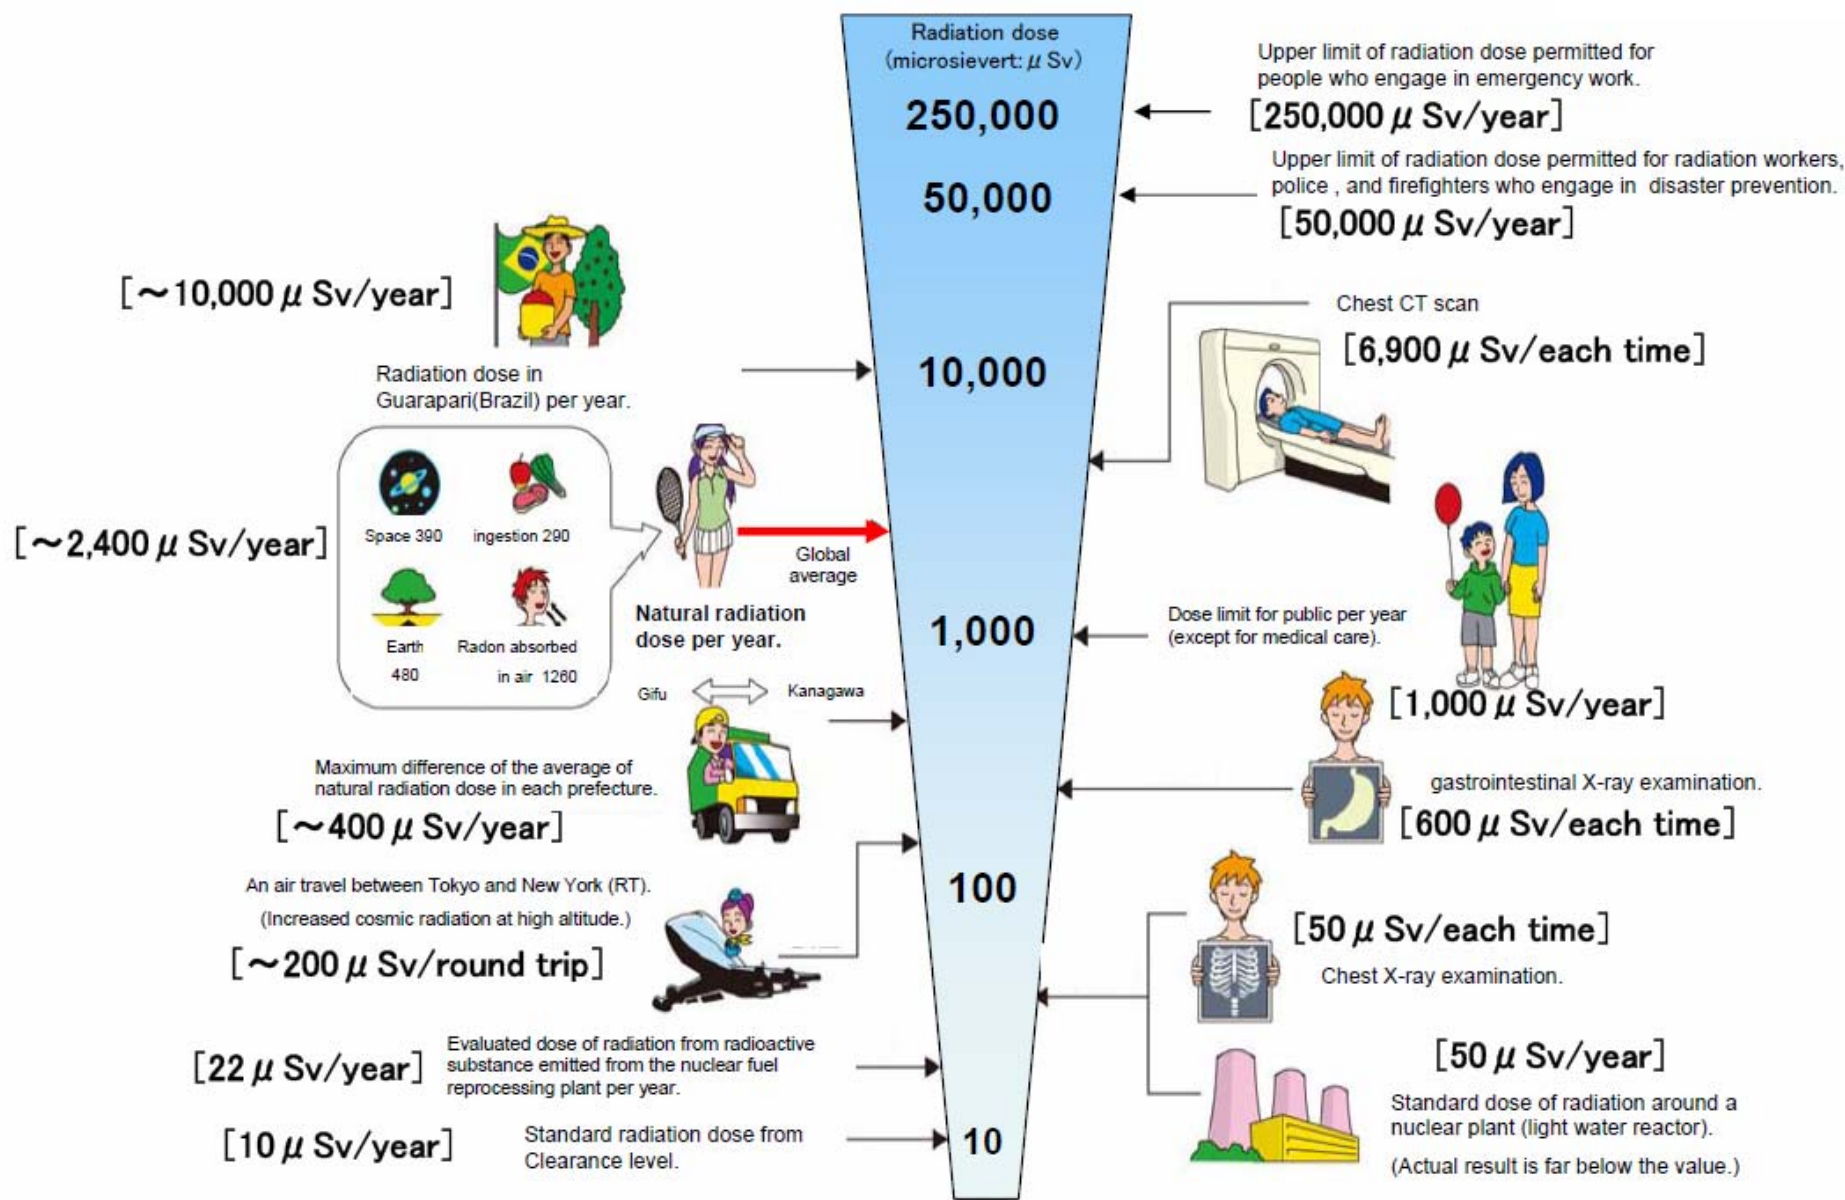 Radiation dose
(microsievert: μ Sv)
250,000
50,000
10,000
1,000
100
10
[～10,000 μ Sv/year]
Radiation dose in
Guarapari(Brazil) per year.
[～2,400 μ Sv/year]
Space 390
ingestion 290
Earth
480
Radon absorbed
in air 1260
Global
average
Natural radiation
dose per year.
Gifu
Kanagawa
Maximum difference of the average of
natural radiation dose in each prefecture.
[～400 μ Sv/year]
An air travel between Tokyo and New York (RT).
(Increased cosmic radiation at high altitude.)
[～200 μ Sv/round trip]
[22 μ Sv/year]
Evaluated dose of radiation from radioactive
substance emitted from the nuclear fuel
reprocessing plant per year.
[10 μ Sv/year]
Standard radiation dose from
Clearance level.
Upper limit of radiation dose permitted for
people who engage in emergency work.
[250,000 μ Sv/year]
Upper limit of radiation dose permitted for radiation workers,
police , and firefighters who engage in disaster prevention.
[50,000 μ Sv/year]
Chest CT scan
[6,900 μ Sv/each time]
Dose limit for public per year
(except for medical care).
[1,000 μ Sv/year]
gastrointestinal X-ray examination.
[600 μ Sv/each time]
[50 μ Sv/each time]
Chest X-ray examination.
[50 μ Sv/year]
Standard dose of radiation around a
nuclear plant (light water reactor).
(Actual result is far below the value.)